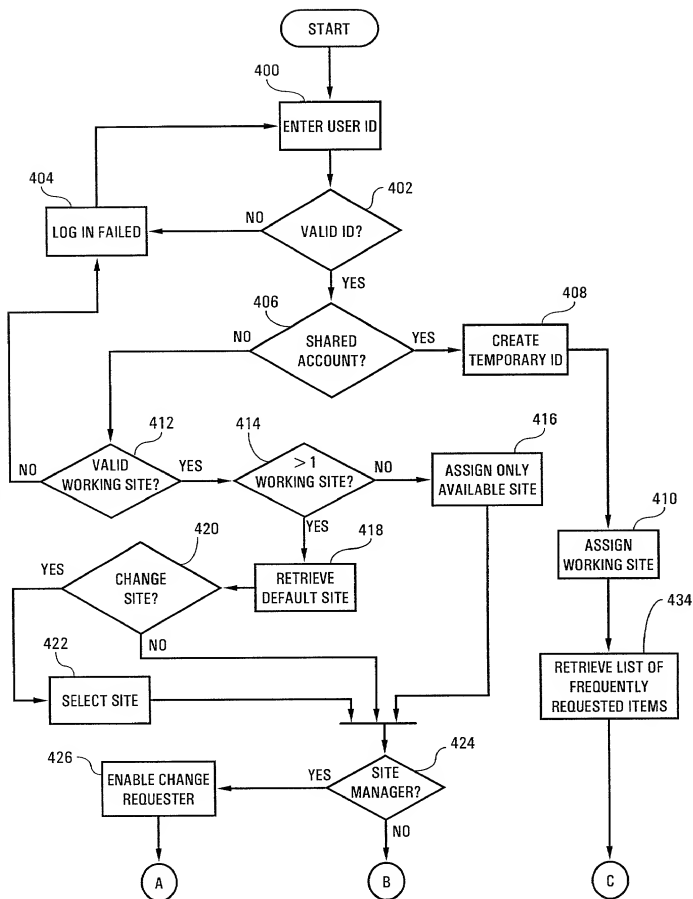 START
400
ENTER USER ID
404
LOG IN FAILED
402
NO
VALID ID?
YES
406
NO
SHARED
ACCOUNT?
YES
408
CREATE
TEMPORARY ID
412
NO
VALID
WORKING SITE?
YES
414
>1
WORKING SITE?
NO
YES
416
ASSIGN ONLY
AVAILABLE SITE
410
ASSIGN
WORKING SITE
420
YES
CHANGE
SITE?
NO
418
RETRIEVE
DEFAULT SITE
422
SELECT SITE
434
RETRIEVE LIST OF
FREQUENTLY
REQUESTED ITEMS
424
YES
SITE
MANAGER?
NO
426
ENABLE CHANGE
REQUESTER
A
B
C